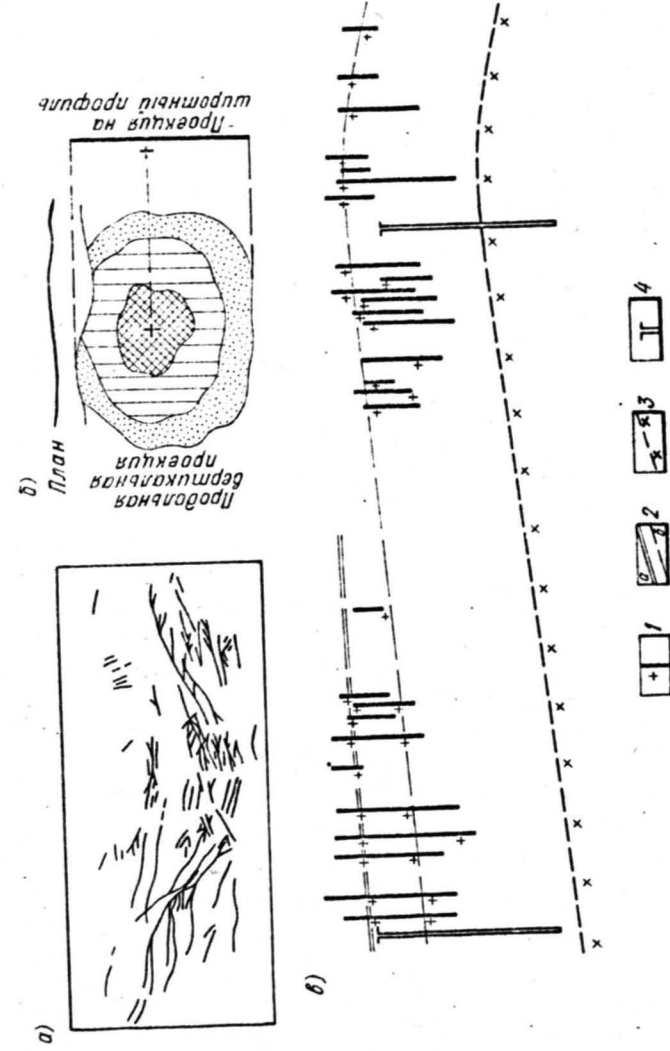 а)
б)
План
Продольная
вертикальная
проекция
Проекция на
широтный профиль
в)
1
2
3
4